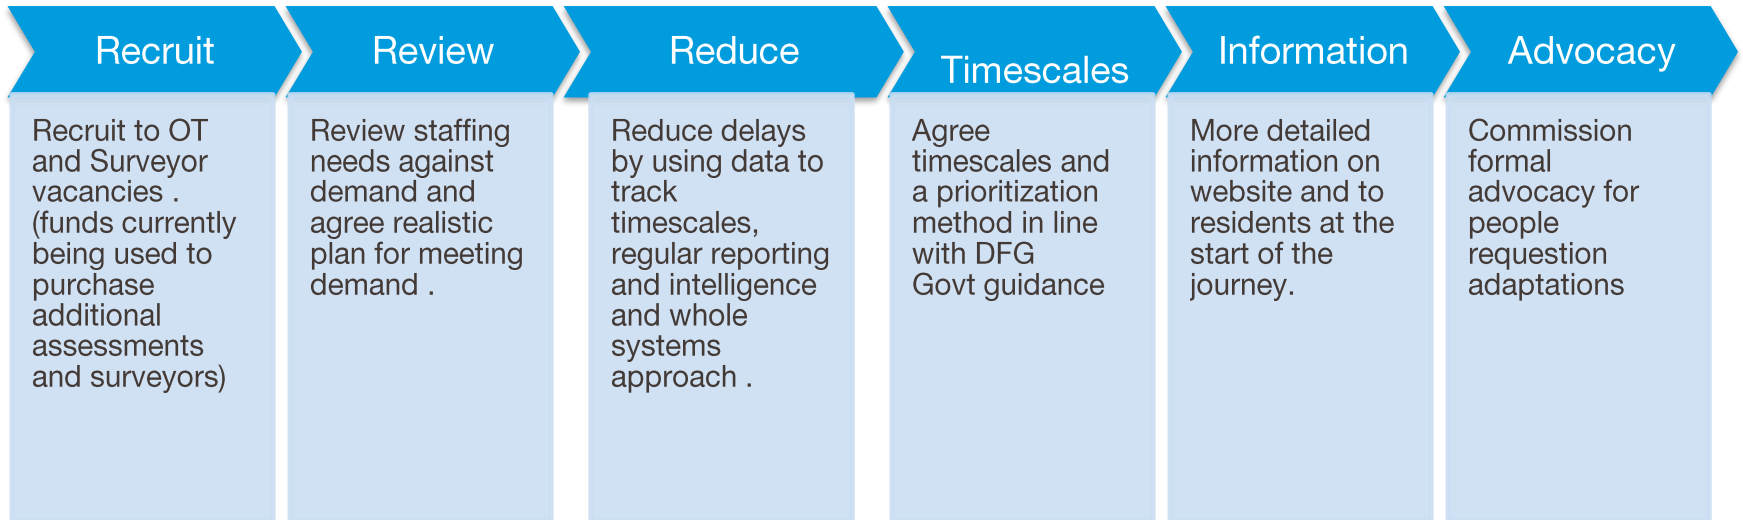 Recruit
Recruit to OT
and Surveyor
vacancies .
(funds currently
being used to
purchase
additional
assessments
and surveyors)
Review
Review staffing
needs against
demand and
agree realistic
plan for meeting
demand .
Reduce
Reduce delays
by using data to
track
timescales,
regular reporting
and intelligence
and whole
systems
approach .
Timescales
Agree
timescales and
a prioritization
method in line
with DFG
Govt guidance
Information
More detailed
information on
website and to
residents at the
start of the
journey.
Advocacy
Commission
formal
advocacy for
people
requestion
adaptations